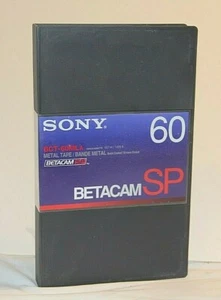 SONY
60
METAL TAPE / BANDE METAL
BETACAM
BETACAM SP